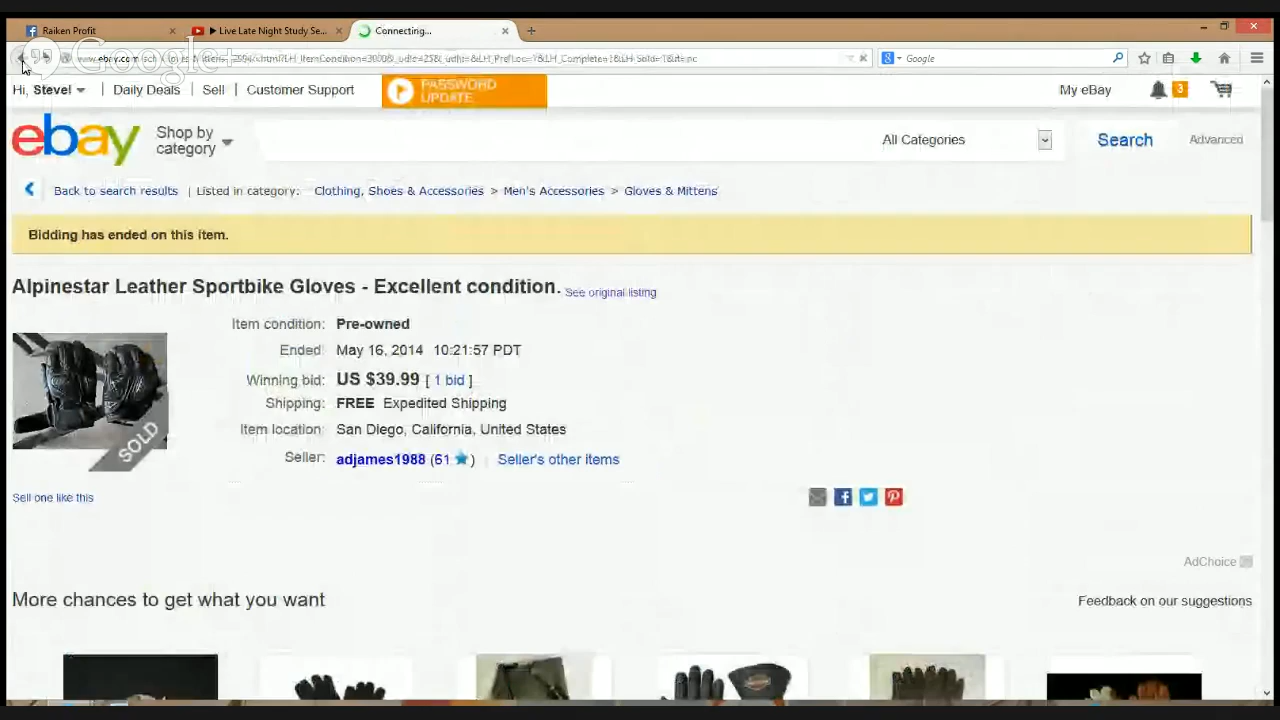 Raiken Profit
Live Late Night Study Se...
Connecting...
Google+
Google
Hi, Steve!
Daily Deals
Sell
Customer Support
PASSWORD
UPDATE
My eBay
3
ebay
Shop by
category
All Categories
Search
Advanced
Back to search results | Listed in category: Clothing, Shoes & Accessories > Men's Accessories > Gloves & Mittens
Bidding has ended on this item.
Alpinestar Leather Sportbike Gloves - Excellent condition. See original listing
Item condition: Pre-owned
Ended: May 16, 2014 10:21:57 PDT
Winning bid: US $39.99 [ 1 bid ]
Shipping: FREE Expedited Shipping
Item location: San Diego, California, United States
Seller: adjames1988 (61 ) | Seller's other items
SOLD
Sell one like this
AdChoice
More chances to get what you want
Feedback on our suggestions